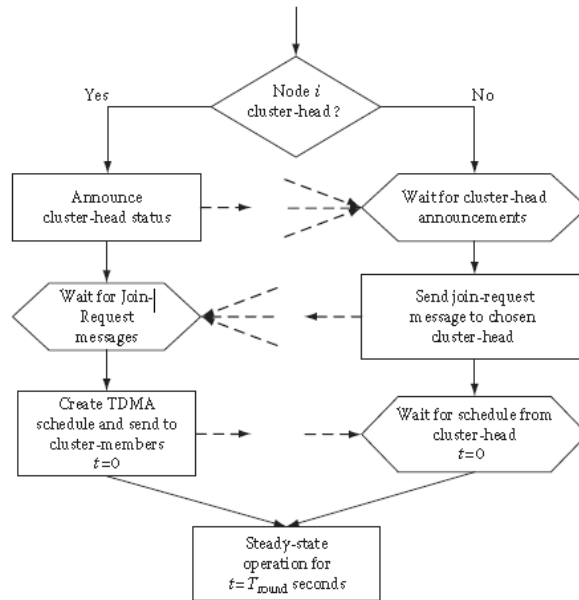 Node i
cluster-head?
Yes
No
Announce
cluster-head status
Wait for cluster-head
announcements
Wait for Join-
Request
messages
Send join-request
message to chosen
cluster-head
Create TDMA
schedule and send to
cluster-members
t=0
Wait for schedule from
cluster-head
t=0
Steady-state
operation for
t=Tround seconds